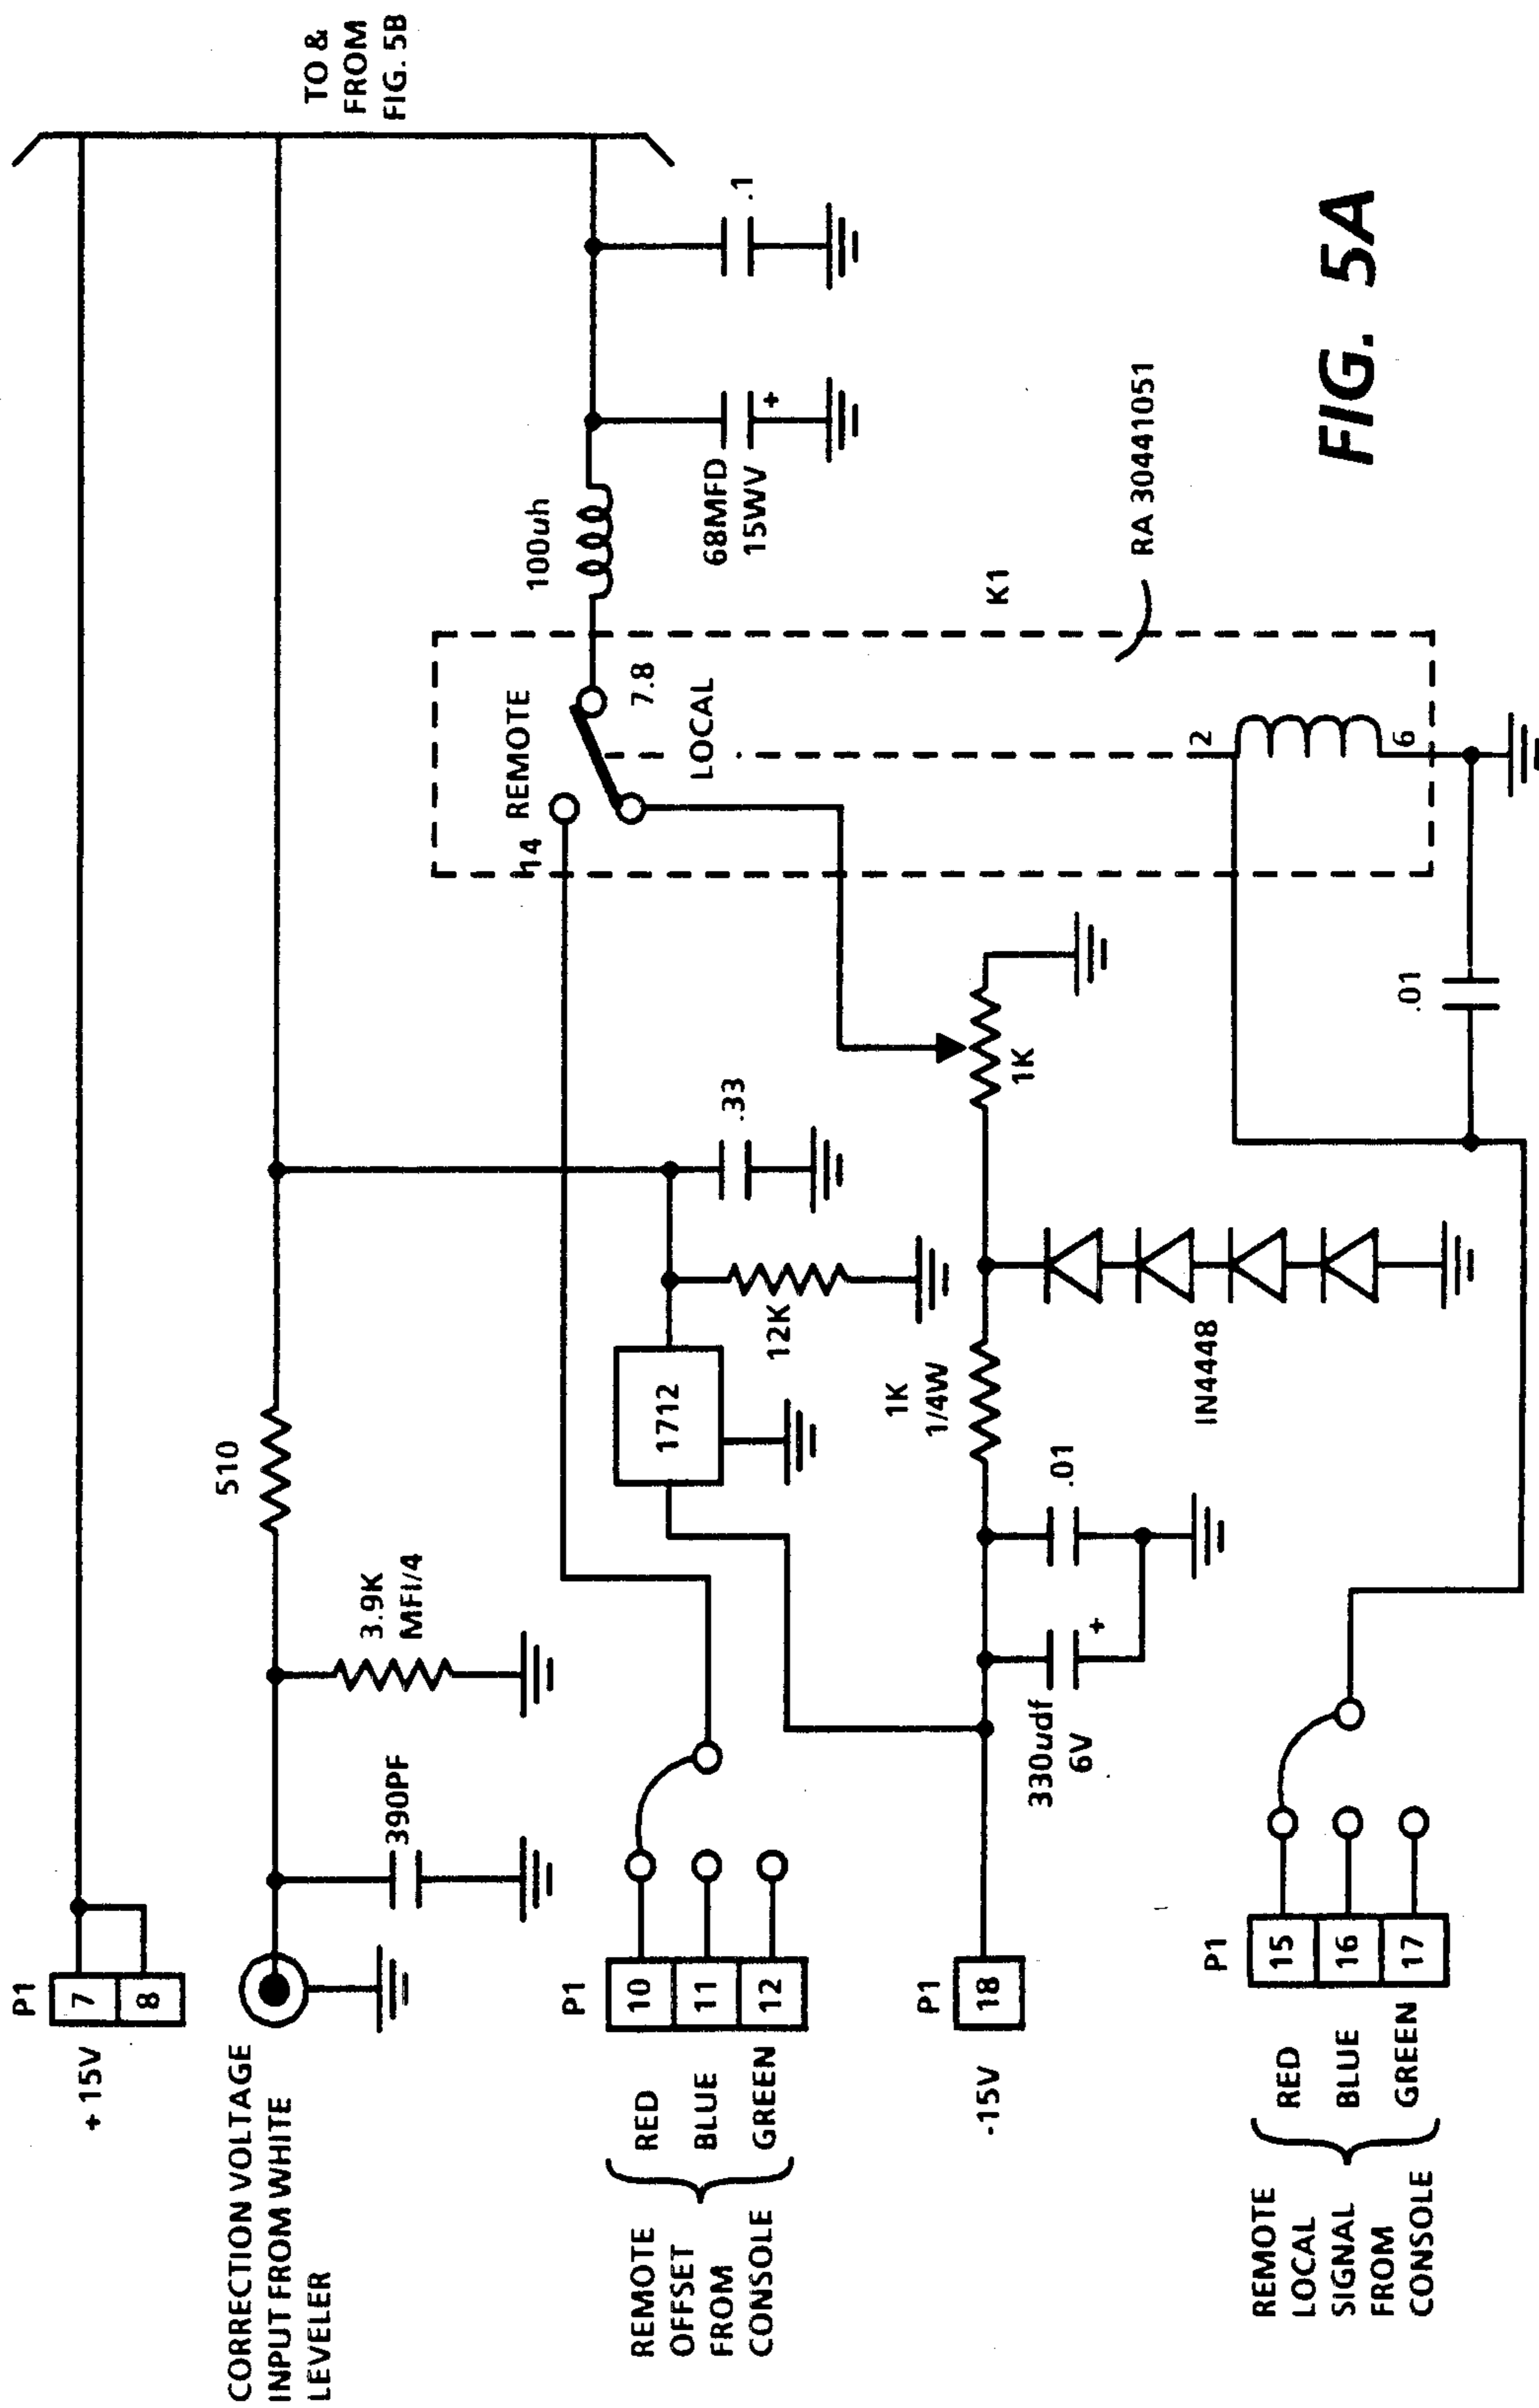 P1
+15V
7
8
CORRECTION VOLTAGE
INPUT FROM WHITE
LEVELER
390PF
3.9K
MFI/4
510
TO &
FROM
FIG. 5B
P1
REMOTE
OFFSET
FROM
CONSOLE
RED
BLUE
GREEN
10
11
12
1712
12K
.33
14
REMOTE
7.8
LOCAL
100uh
68MFD
15WV
+
.1
P1
-15V
18
330udf
6V
+
.01
1K
1/4W
1K
IN4448
K1
RA 30441051
2
6
.01
P1
REMOTE
LOCAL
SIGNAL
FROM
CONSOLE
RED
BLUE
GREEN
15
16
17
FIG. 5A